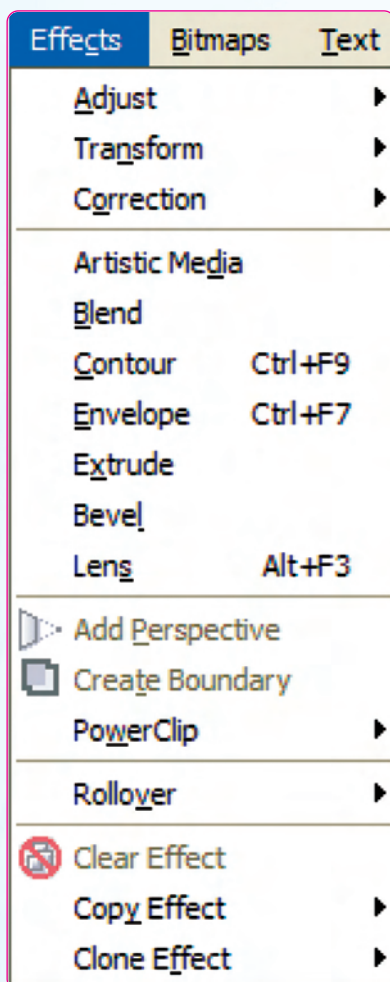 Effects Bitmaps Text
Adjust
Transform
Correction
Artistic Media
Blend
Contour Ctrl+F9
Envelope Ctrl+F7
Extrude
Bevel
Lens Alt+F3
Add Perspective
Create Boundary
PowerClip
Rollover
Clear Effect
Copy Effect
Clone Effect